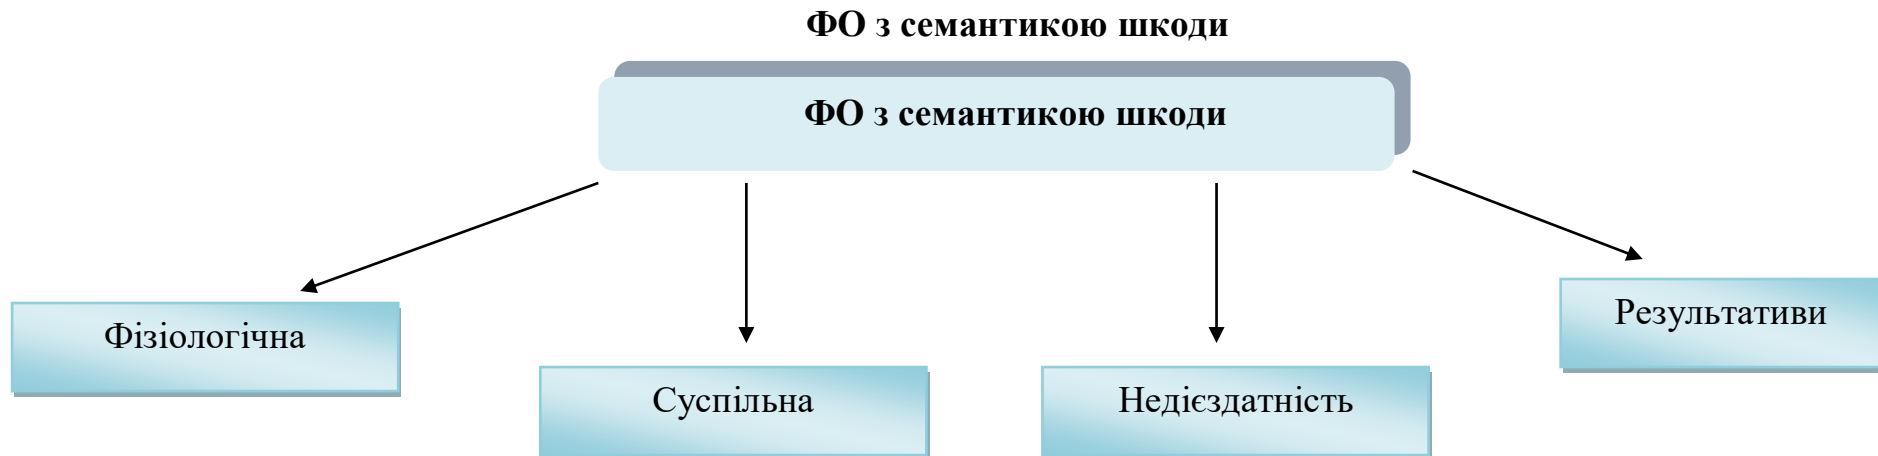 ФО з семантикою шкоди
ФО з семантикою шкоди
Фізіологічна
Суспільна
Недієздатність
Результативи